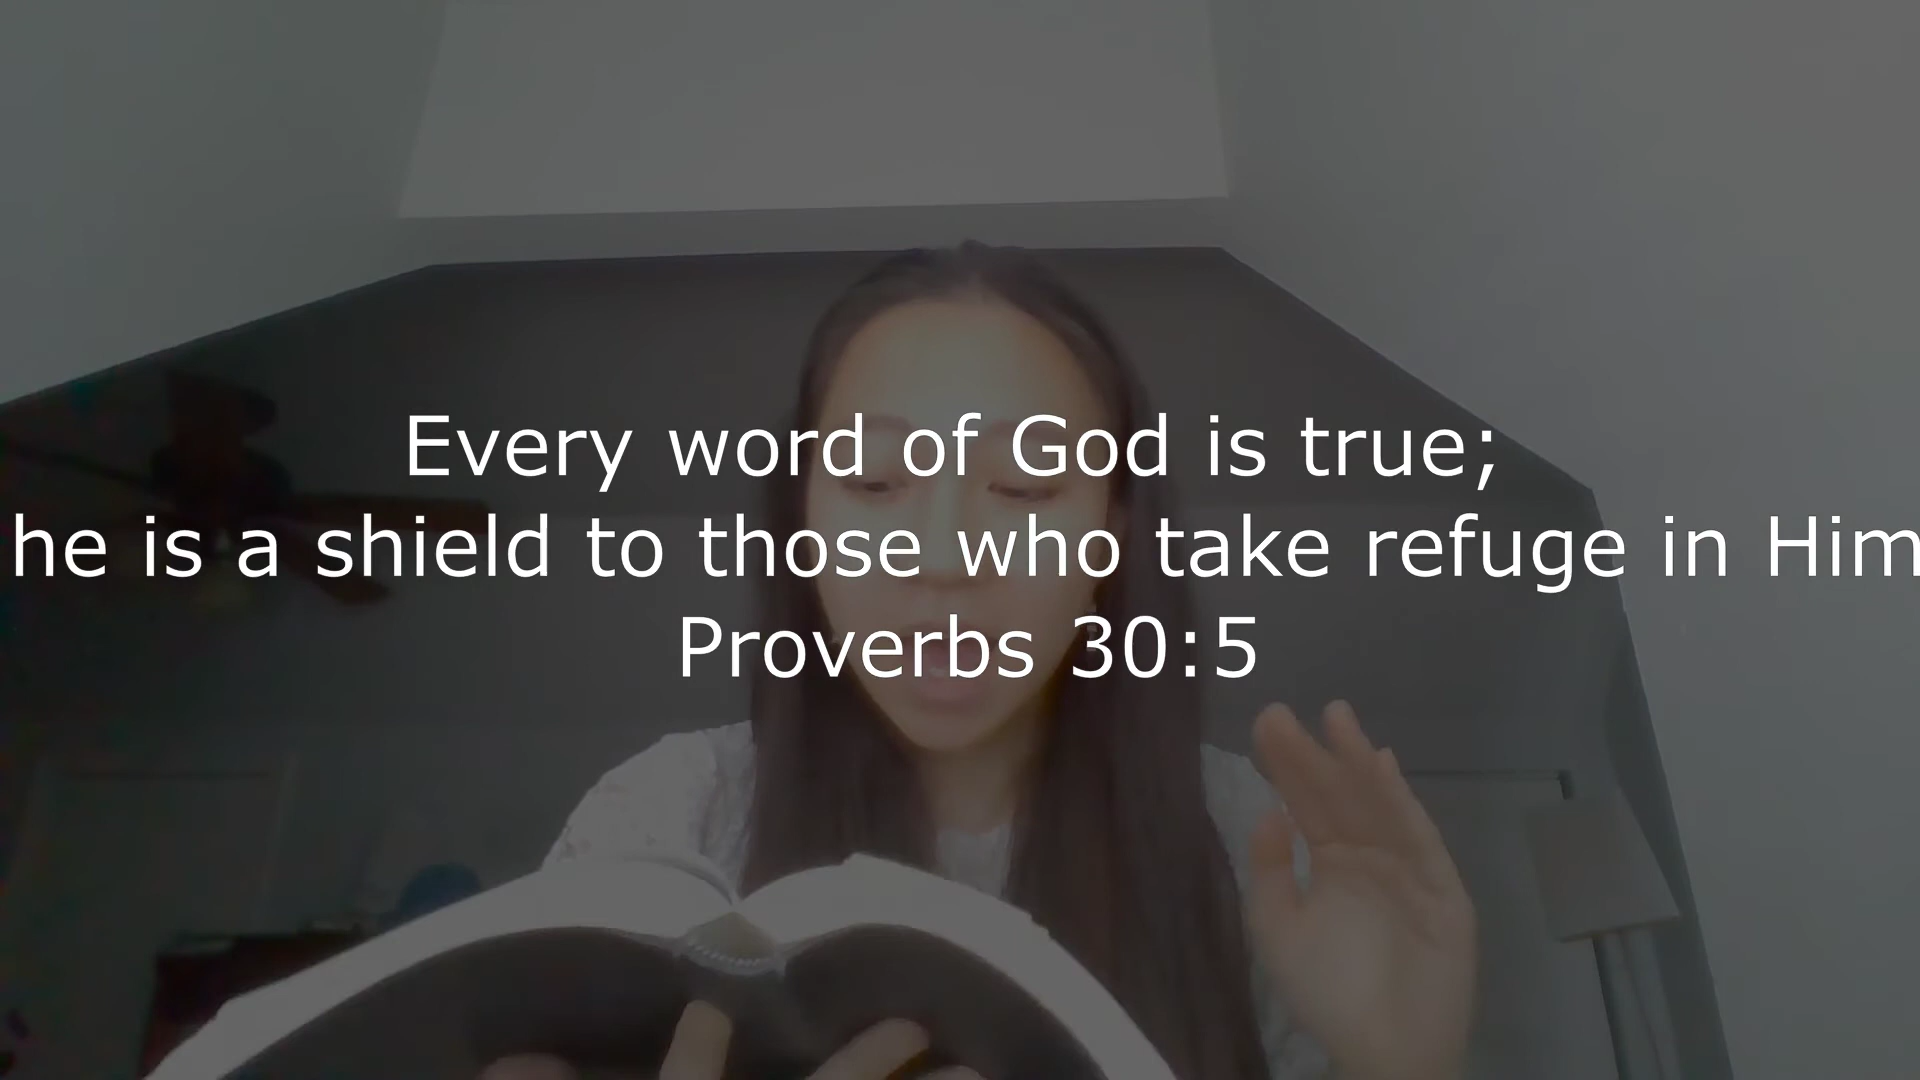 Every word of God is true;
he is a shield to those who take refuge in Him
Proverbs 30:5